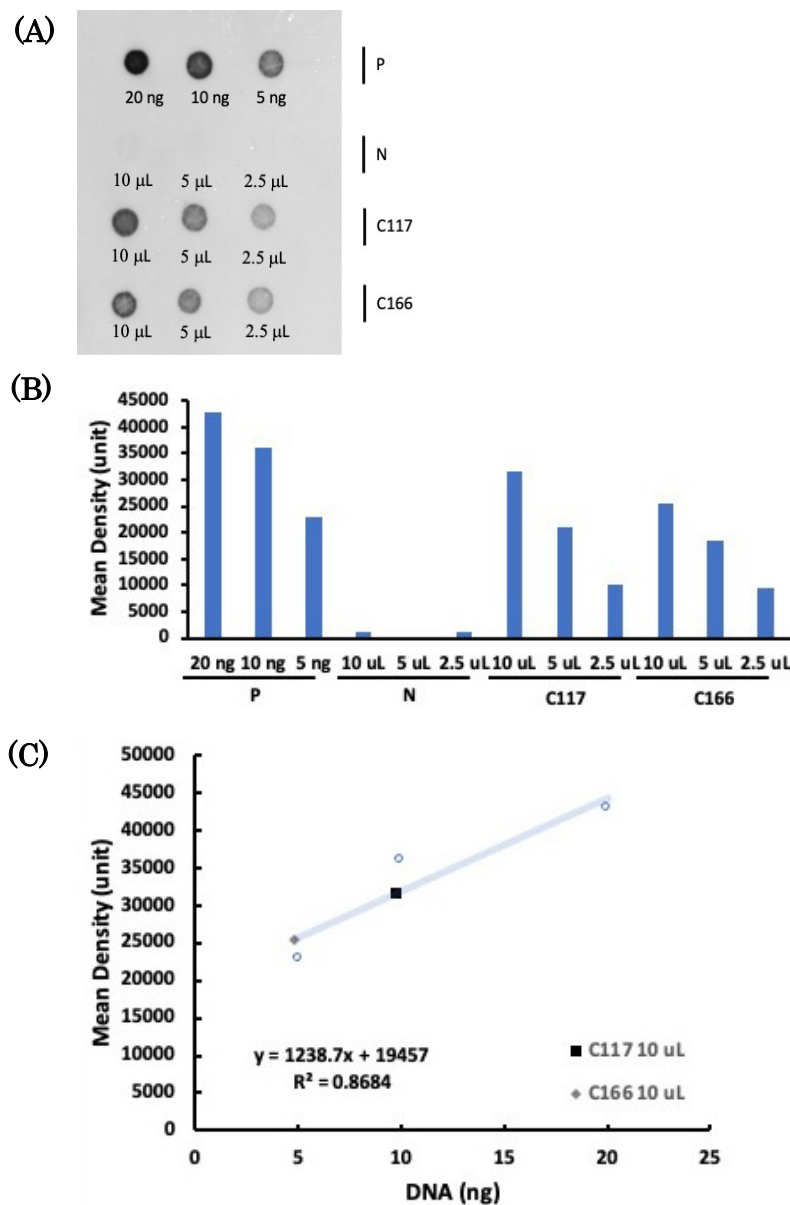 (A)
P
20 ng 10 ng 5 ng
N
10 µL 5 µL 2.5 µL
C117
10 µL 5 µL 2.5 µL
C166
10 µL 5 µL 2.5 µL
(B)
Mean Density (unit)
45000
40000
35000
30000
25000
20000
15000
10000
5000
0
20 ng 10 ng 5 ng 10 uL 5 uL 2.5 uL 10 uL 5 uL 2.5 uL 10 uL 5 uL 2.5 uL
P N C117 C166
(C)
Mean Density (unit)
50000
45000
40000
35000
30000
25000
20000
15000
10000
5000
0
y = 1238.7x + 19457
R² = 0.8684
C117 10 uL
C166 10 uL
0 5 10 15 20 25
DNA (ng)